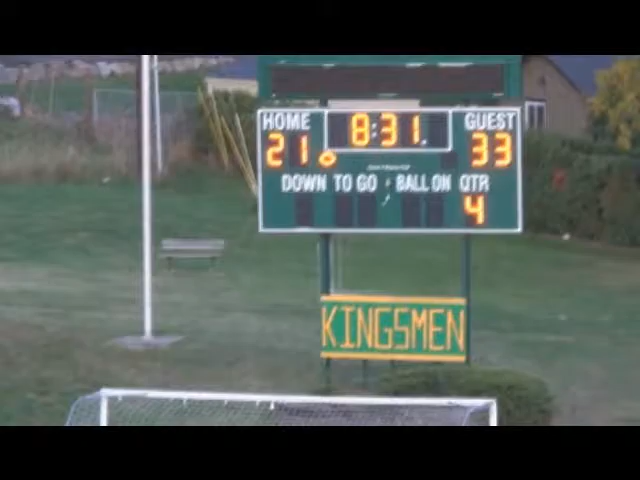 HOME 8:31 GUEST
21 33
DOWN TO GO BALL ON QTR
4
KINGSMEN